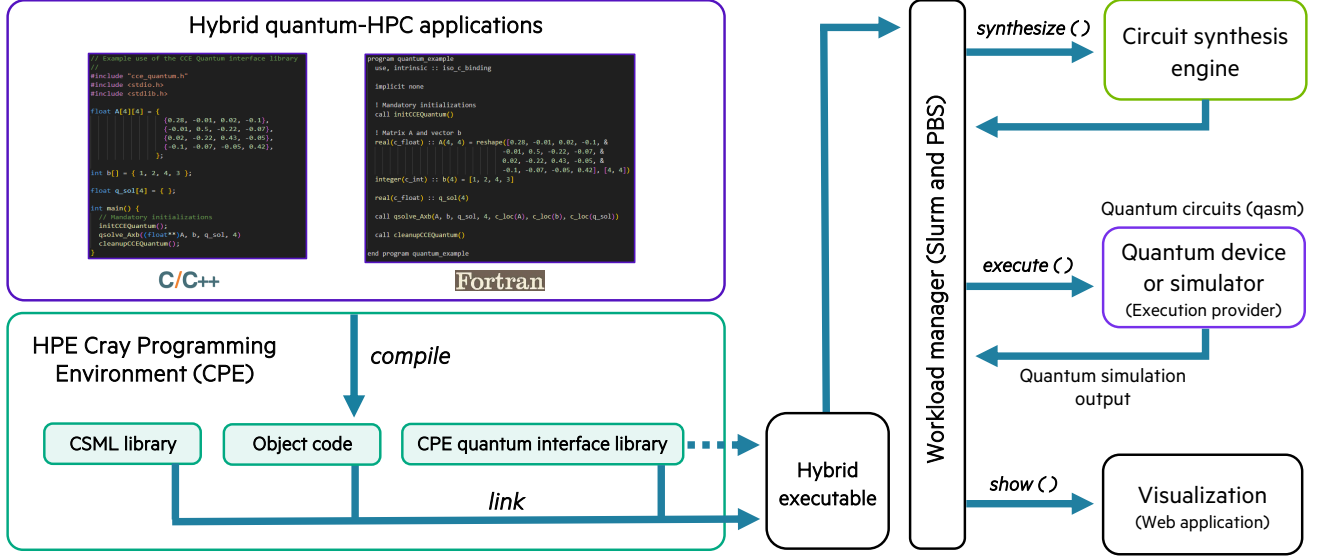 Hybrid quantum-HPC applications
// Example use of the CCE Quantum interface library
//
#include "cce_quantum.h"
#include <stdio.h>
#include <stdlib.h>
float A[4][4] = {
{0.28, -0.01, 0.02, -0.1},
{-0.01, 0.5, -0.22, -0.07},
{0.02, -0.22, 0.43, -0.05},
{-0.1, -0.07, -0.05, 0.42},
};
int b[] = { 1, 2, 4, 3 };
float q_sol[4] = { };
int main() {
// Mandatory initializations
initCCEQuantum();
qsolve_Axb((float**)A, b, q_sol, 4)
cleanupCCEQuantum();
}
C/C++
program quantum_example
use, intrinsic :: iso_c_binding
implicit none
! Mandatory initializations
call initCCEQuantum()
! Matrix A and vector b
real(c_float) :: A(4, 4) = reshape([0.28, -0.01, 0.02, -0.1, &
-0.01, 0.5, -0.22, -0.07, &
0.02, -0.22, 0.43, -0.05, &
-0.1, -0.07, -0.05, 0.42], [4, 4])
integer(c_int) :: b(4) = [1, 2, 4, 3]
real(c_float) :: q_sol(4)
call qsolve_Axb(A, b, q_sol, 4, c_loc(A), c_loc(b), c_loc(q_sol))
call cleanupCCEQuantum()
end program quantum_example
Fortran
HPE Cray Programming
Environment (CPE)
compile
CSML library
Object code
CPE quantum interface library
link
Hybrid
executable
Workload manager (Slurm and PBS)
synthesize ( )
Circuit synthesis
engine
Quantum circuits (qasm)
execute ( )
Quantum device
or simulator
(Execution provider)
Quantum simulation
output
show ( )
Visualization
(Web application)